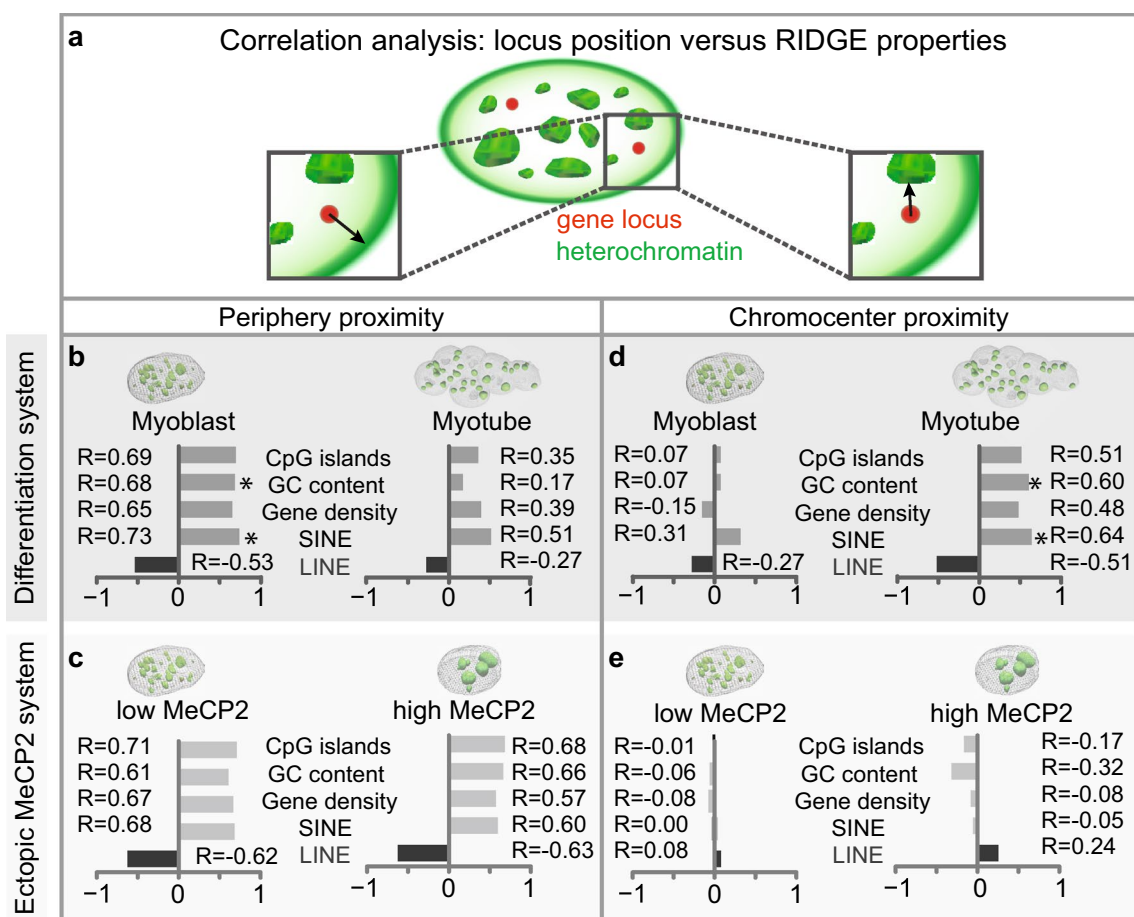 a
Correlation analysis: locus position versus RIDGE properties
gene locus
heterochromatin
Periphery proximity
Chromocenter proximity
Differentiation system
b
Myoblast
Myotube
R=0.69
CpG islands
R=0.35
R=0.68
*
GC content
R=0.17
R=0.65
Gene density
R=0.39
R=0.73
*
SINE
R=0.51
R=-0.53
LINE
R=-0.27
−1 0 1
−1 0 1
d
Myoblast
Myotube
R=0.07
CpG islands
R=0.51
R=0.07
GC content
*
R=0.60
R=-0.15
Gene density
R=0.48
R=0.31
SINE
*
R=0.64
R=-0.27
LINE
R=-0.51
−1 0 1
−1 0 1
Ectopic MeCP2 system
c
low MeCP2
high MeCP2
R=0.71
CpG islands
R=0.68
R=0.61
GC content
R=0.66
R=0.67
Gene density
R=0.57
R=0.68
SINE
R=0.60
R=-0.62
LINE
R=-0.63
−1 0 1
−1 0 1
e
low MeCP2
high MeCP2
R=-0.01
CpG islands
R=-0.17
R=-0.06
GC content
R=-0.32
R=-0.08
Gene density
R=-0.08
R=0.00
SINE
R=-0.05
R=0.08
LINE
R=0.24
−1 0 1
−1 0 1